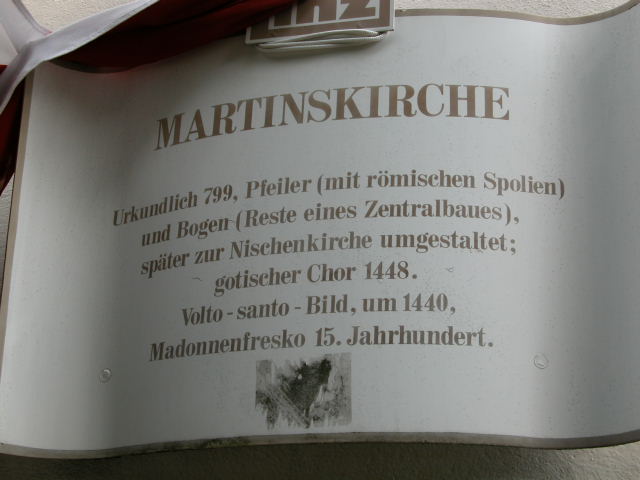 MARTINSKIRCHE
Urkundlich 799, Pfeiler (mit römischen Spolien)
und Bogen (Reste eines Zentralbaues),
später zur Nischenkirche umgestaltet;
gotischer Chor 1448.
Volto - santo - Bild, um 1440,
Madonnenfresko 15. Jahrhundert.